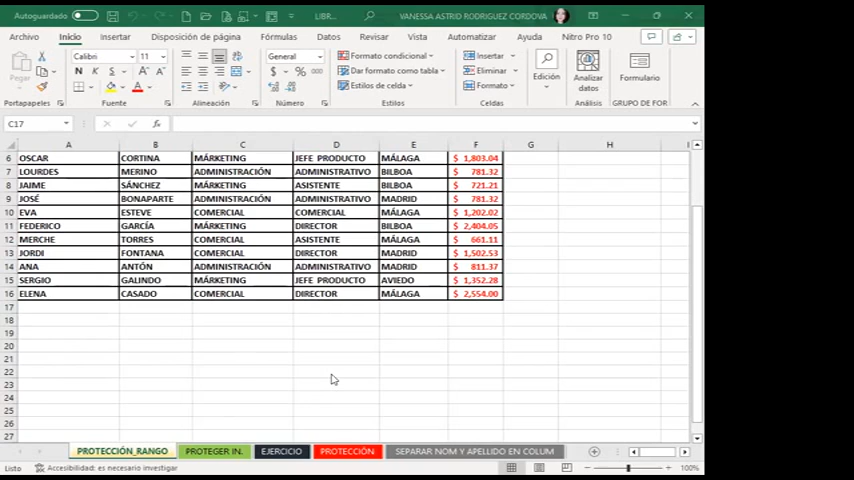 Autoguardado LIBR... VANESSA ASTRID RODRIGUEZ CORDOVA
Archivo Inicio Insertar Disposición de página Fórmulas Datos Revisar Vista Automatizar Ayuda Nitro Pro 10
Pegar Calibri 11 General Formato condicional Insertar Edición Analizar datos Formulario
N K S $ % 000 Dar formato como tabla Eliminar
Estilos de celda Formato
Portapapeles Fuente Alineación Número Estilos Celdas Análisis GRUPO DE FOR
C17 fx
A B C D E F G H I
6 OSCAR CORTINA MÁRKETING JEFE PRODUCTO MÁLAGA $ 1,803.04
7 LOURDES MERINO ADMINISTRACIÓN ADMINISTRATIVO BILBOA $ 781.32
8 JAIME SÁNCHEZ MÁRKETING ASISTENTE BILBOA $ 721.21
9 JOSÉ BONAPARTE ADMINISTRACIÓN ADMINISTRATIVO MADRID $ 781.32
10 EVA ESTEVE COMERCIAL COMERCIAL MÁLAGA $ 1,202.02
11 FEDERICO GARCÍA MÁRKETING DIRECTOR BILBOA $ 2,404.05
12 MERCHE TORRES COMERCIAL ASISTENTE MÁLAGA $ 661.11
13 JORDI FONTANA COMERCIAL DIRECTOR MADRID $ 1,502.53
14 ANA ANTÓN ADMINISTRACIÓN ADMINISTRATIVO MADRID $ 811.37
15 SERGIO GALINDO MÁRKETING JEFE PRODUCTO AVIEDO $ 1,352.28
16 ELENA CASADO COMERCIAL DIRECTOR MÁLAGA $ 2,554.00
17
18
19
20
21
22
23
24
25
26
27
PROTECCIÓN_RANGO PROTEGER IN. EJERCICIO PROTECCIÓN SEPARAR NOM Y APELLIDO EN COLUM
Listo Accesibilidad: es necesario investigar 100%